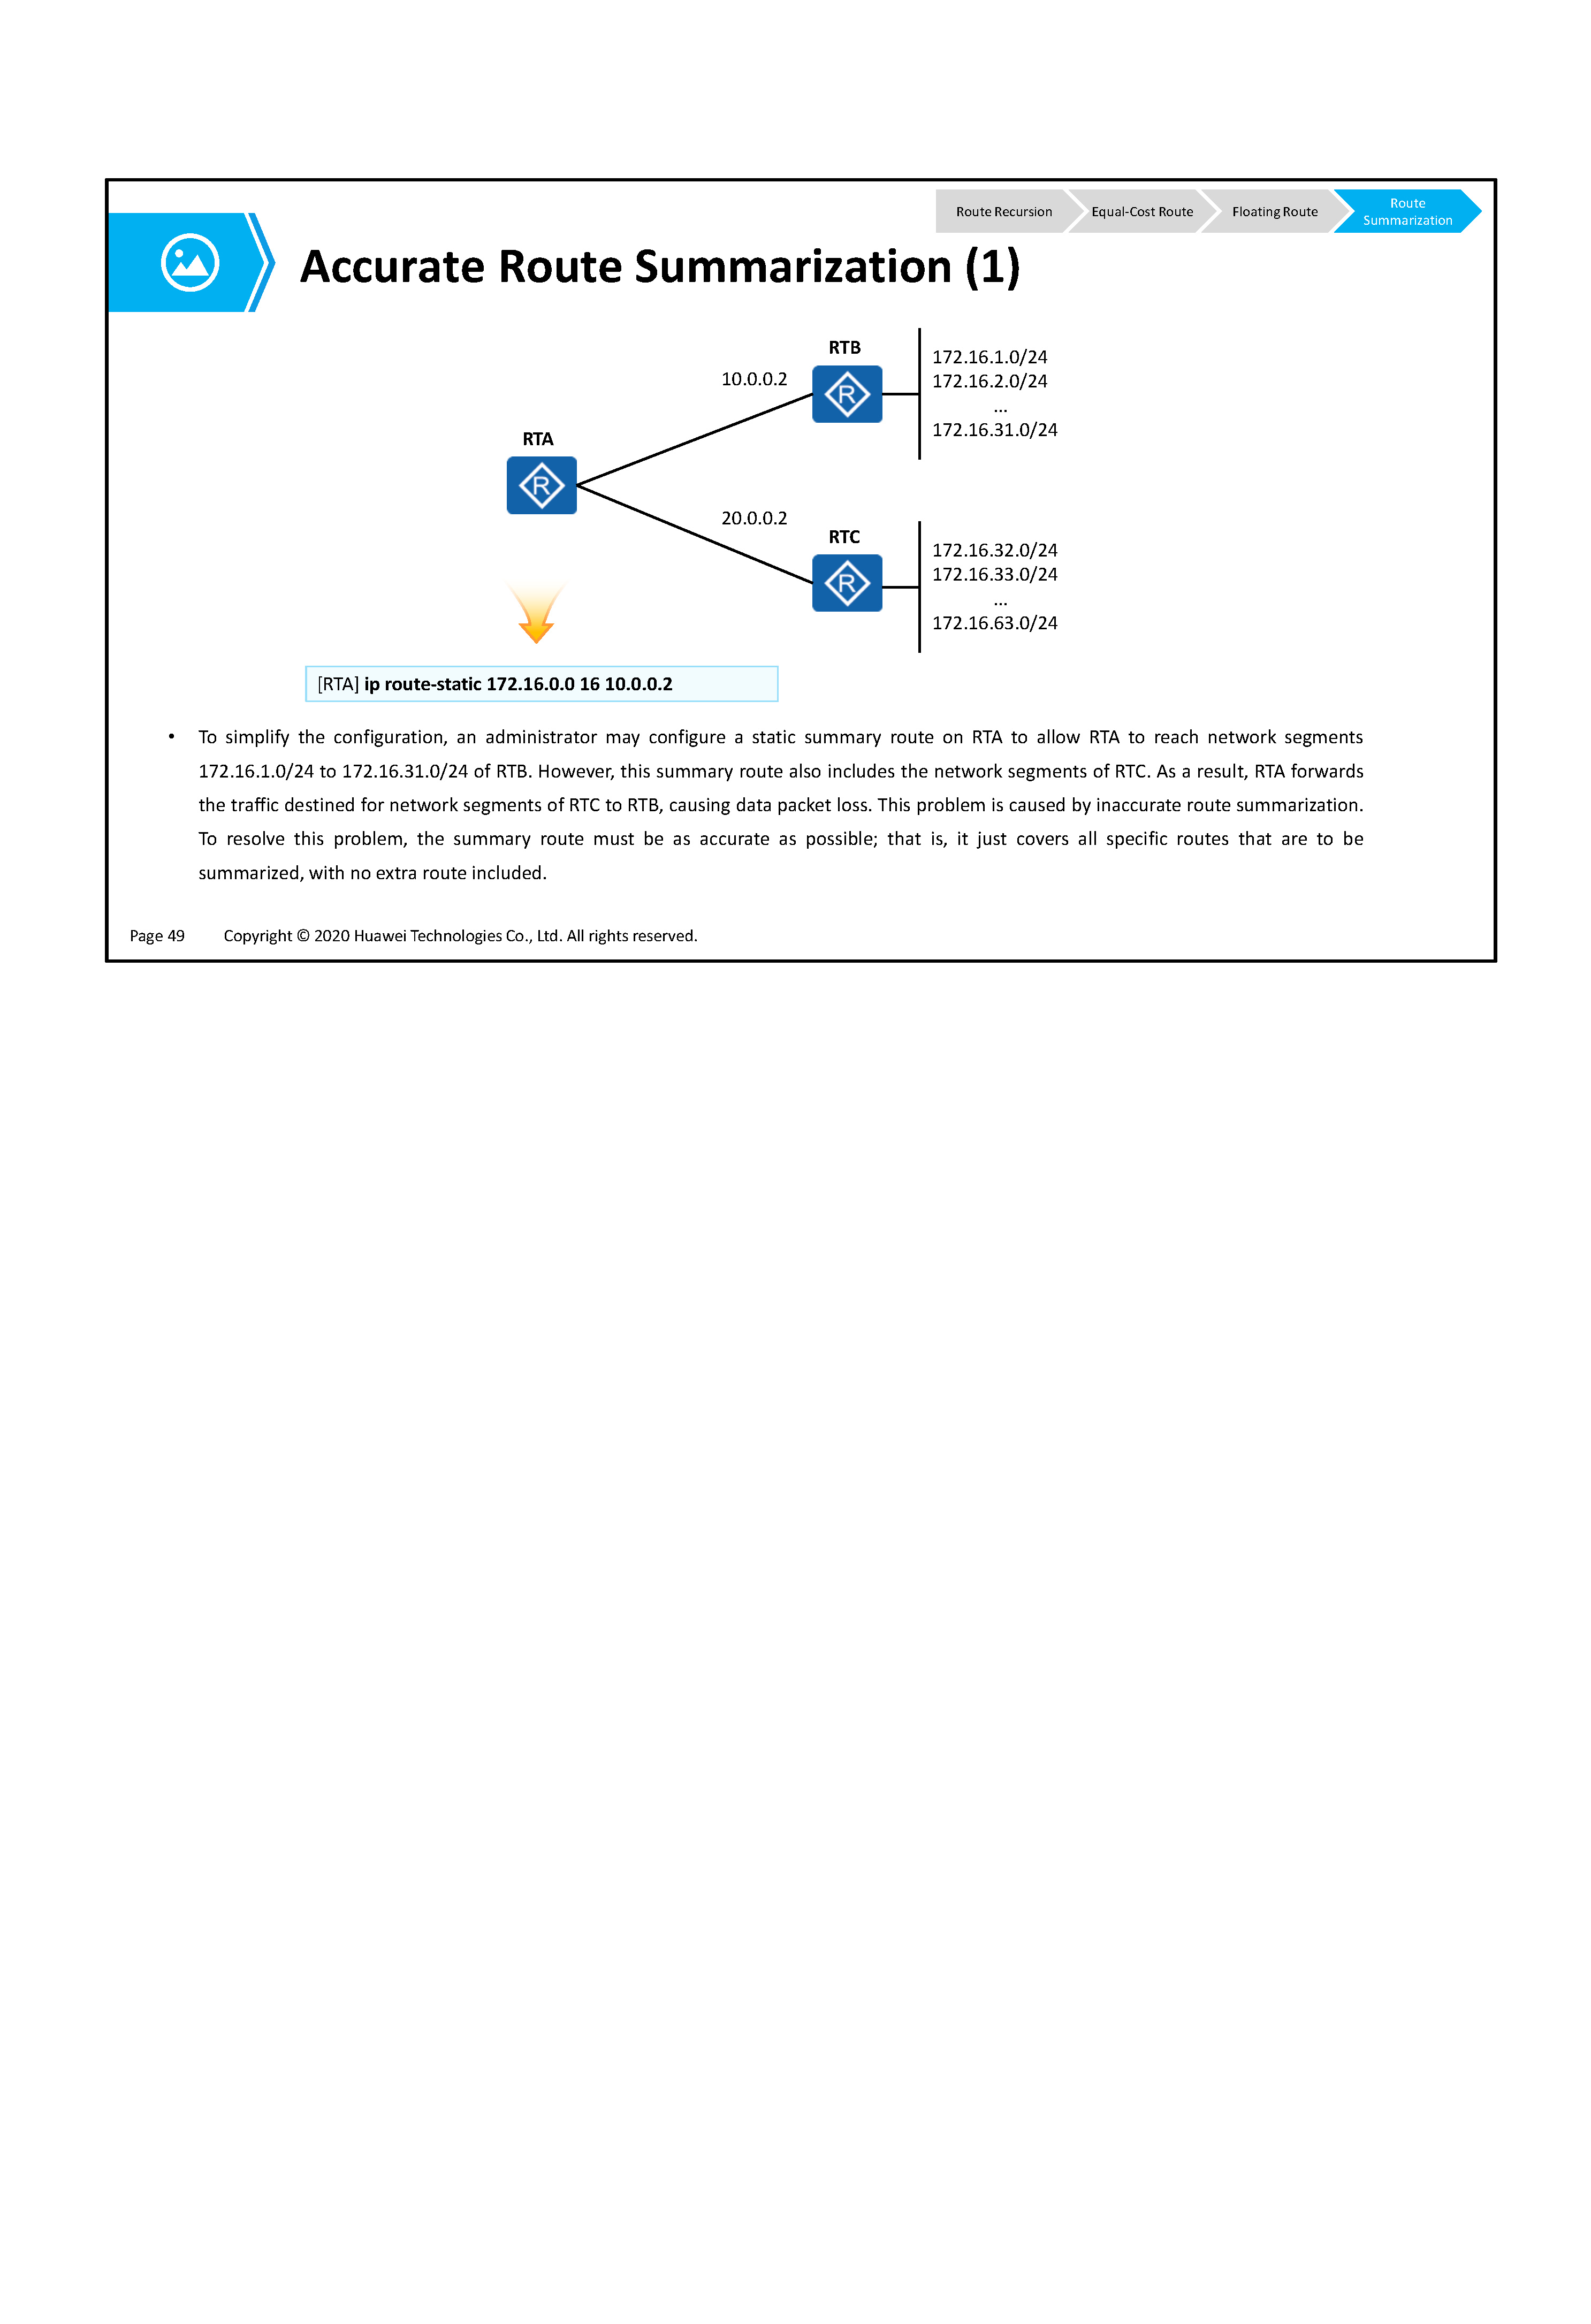 Route Recursion
Equal-Cost Route
Floating Route
Route
Summarization
Accurate Route Summarization (1)
RTB
172.16.1.0/24
10.0.0.2
172.16.2.0/24
R
...
172.16.31.0/24
RTA
R
20.0.0.2
RTC
172.16.32.0/24
172.16.33.0/24
R
...
172.16.63.0/24
[RTA] ip route-static 172.16.0.0 16 10.0.0.2
• To simplify the configuration, an administrator may configure a static summary route on RTA to allow RTA to reach network segments
172.16.1.0/24 to 172.16.31.0/24 of RTB. However, this summary route also includes the network segments of RTC. As a result, RTA forwards
the traffic destined for network segments of RTC to RTB, causing data packet loss. This problem is caused by inaccurate route summarization.
To resolve this problem, the summary route must be as accurate as possible; that is, it just covers all specific routes that are to be
summarized, with no extra route included.
Page 49 Copyright © 2020 Huawei Technologies Co., Ltd. All rights reserved.